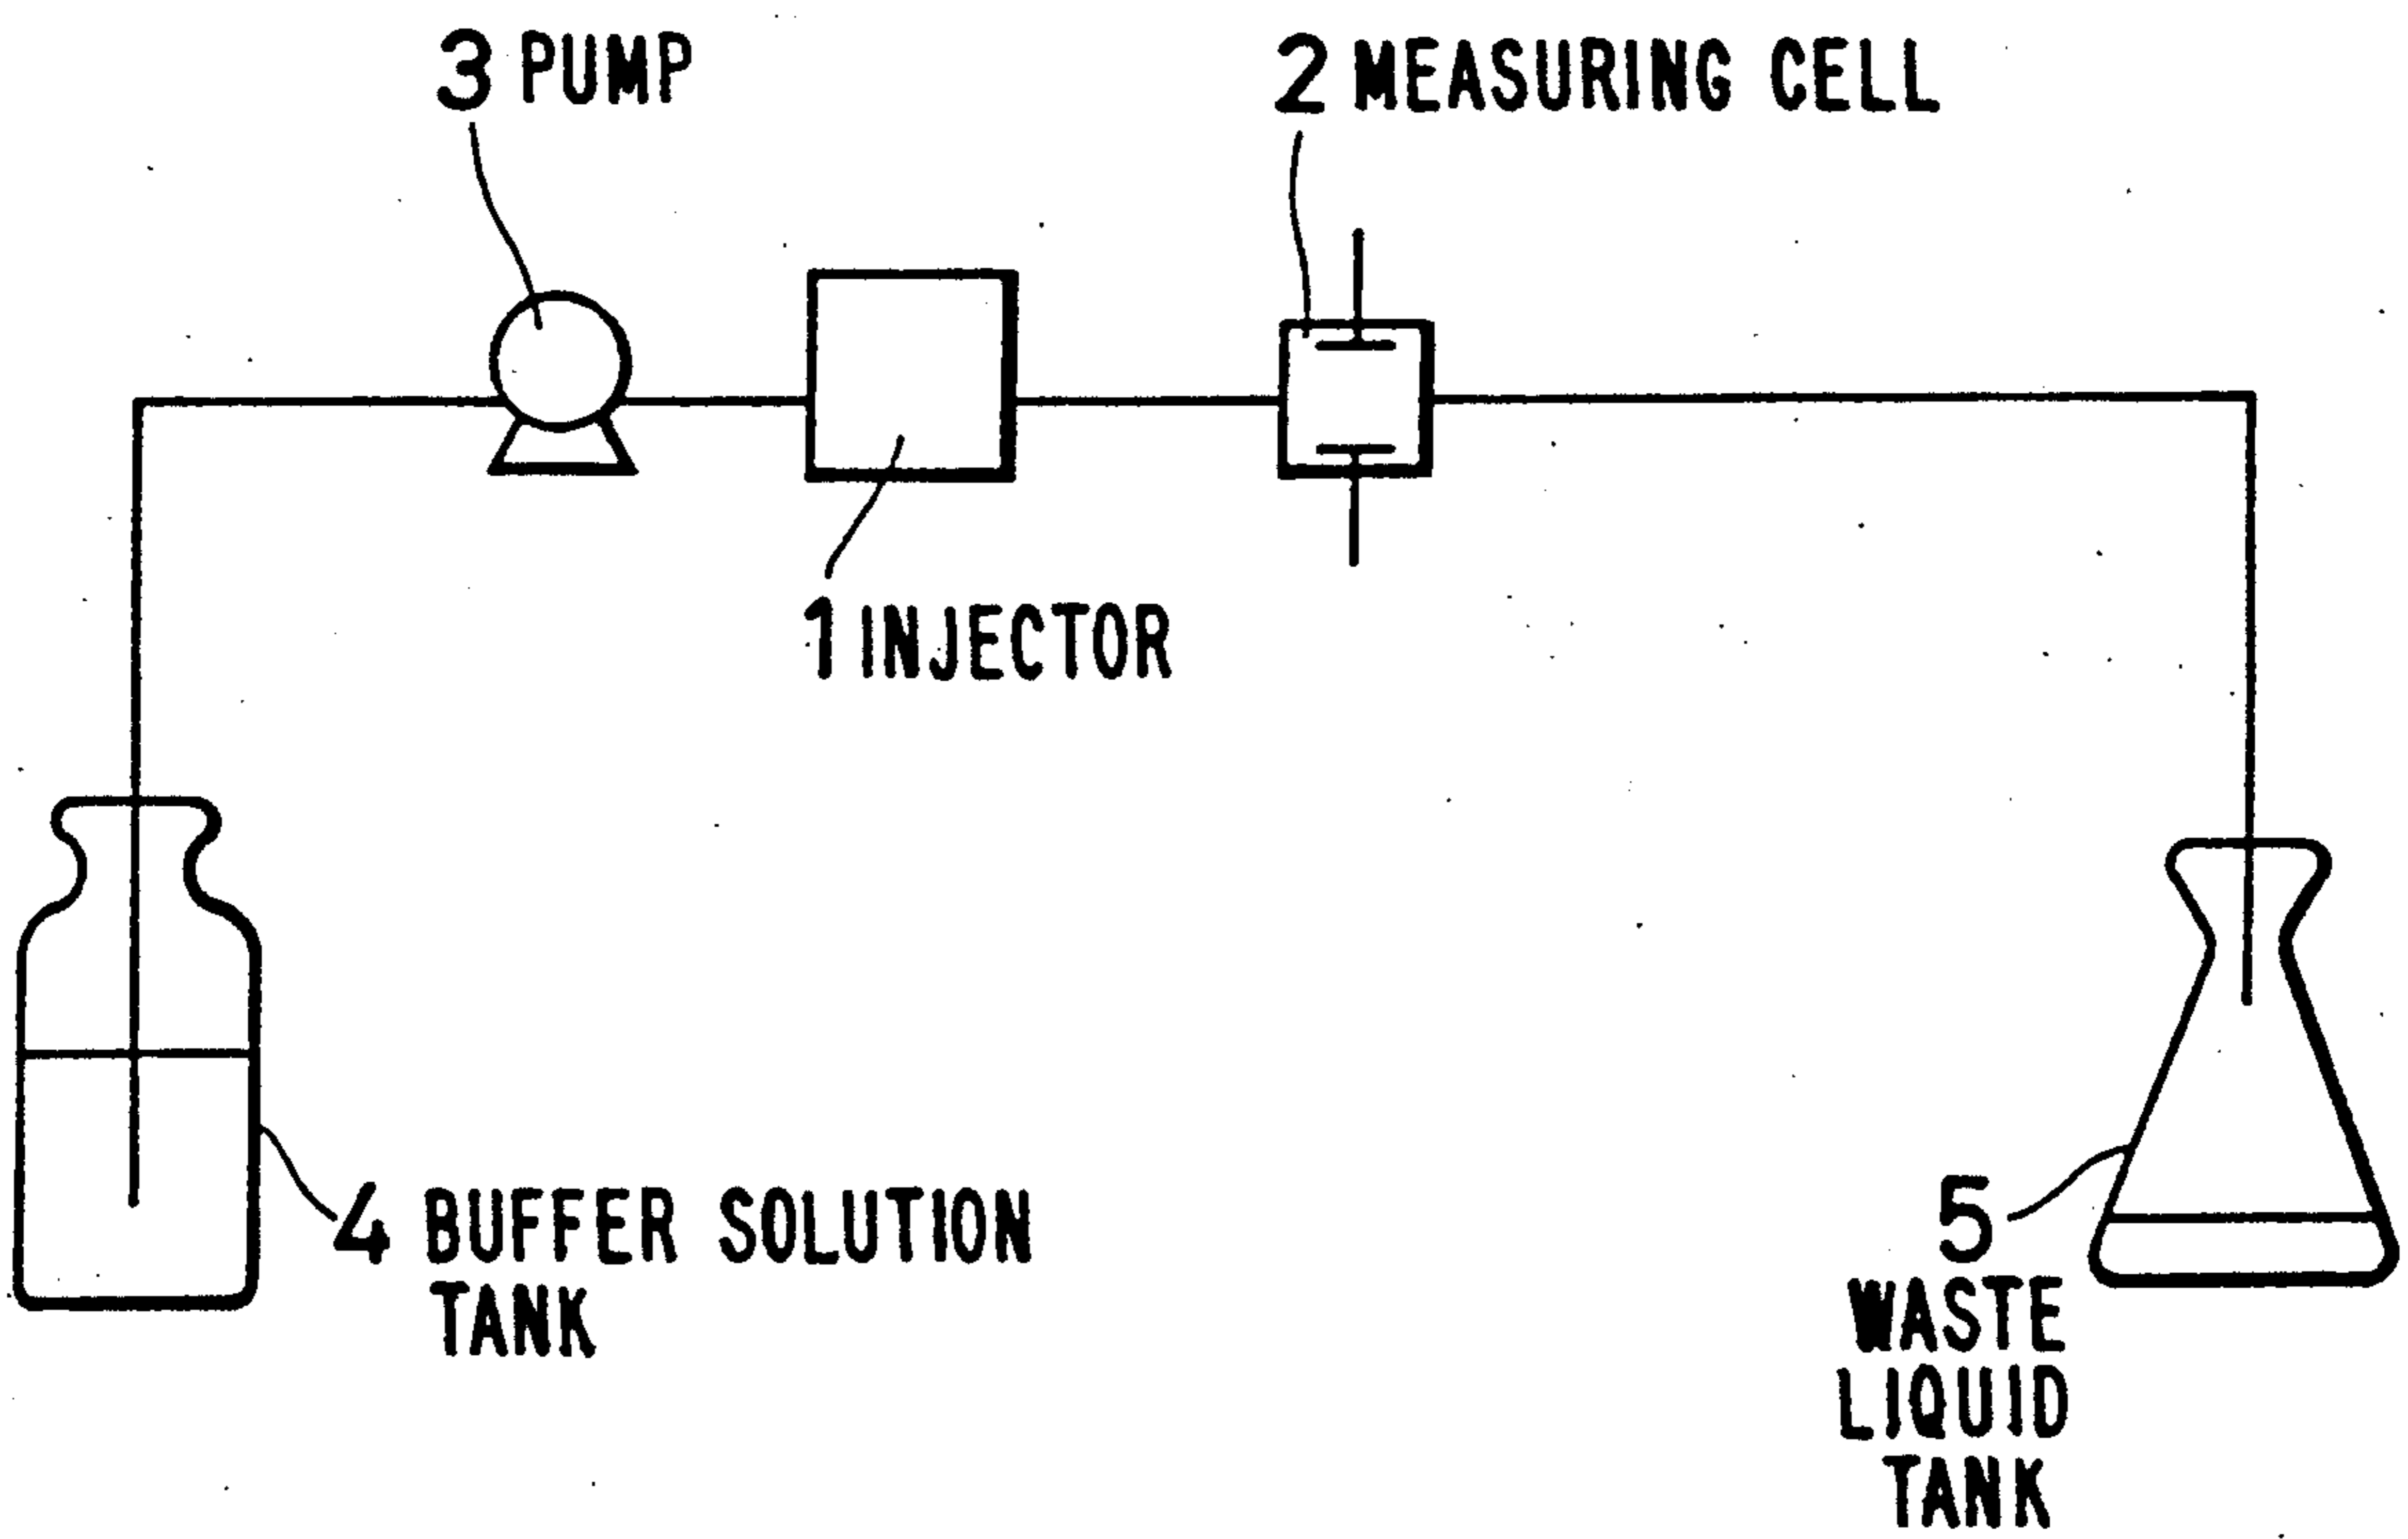 3 PUMP
2 MEASURING CELL
1 INJECTOR
4 BUFFER SOLUTION
TANK
5
WASTE
LIQUID
TANK